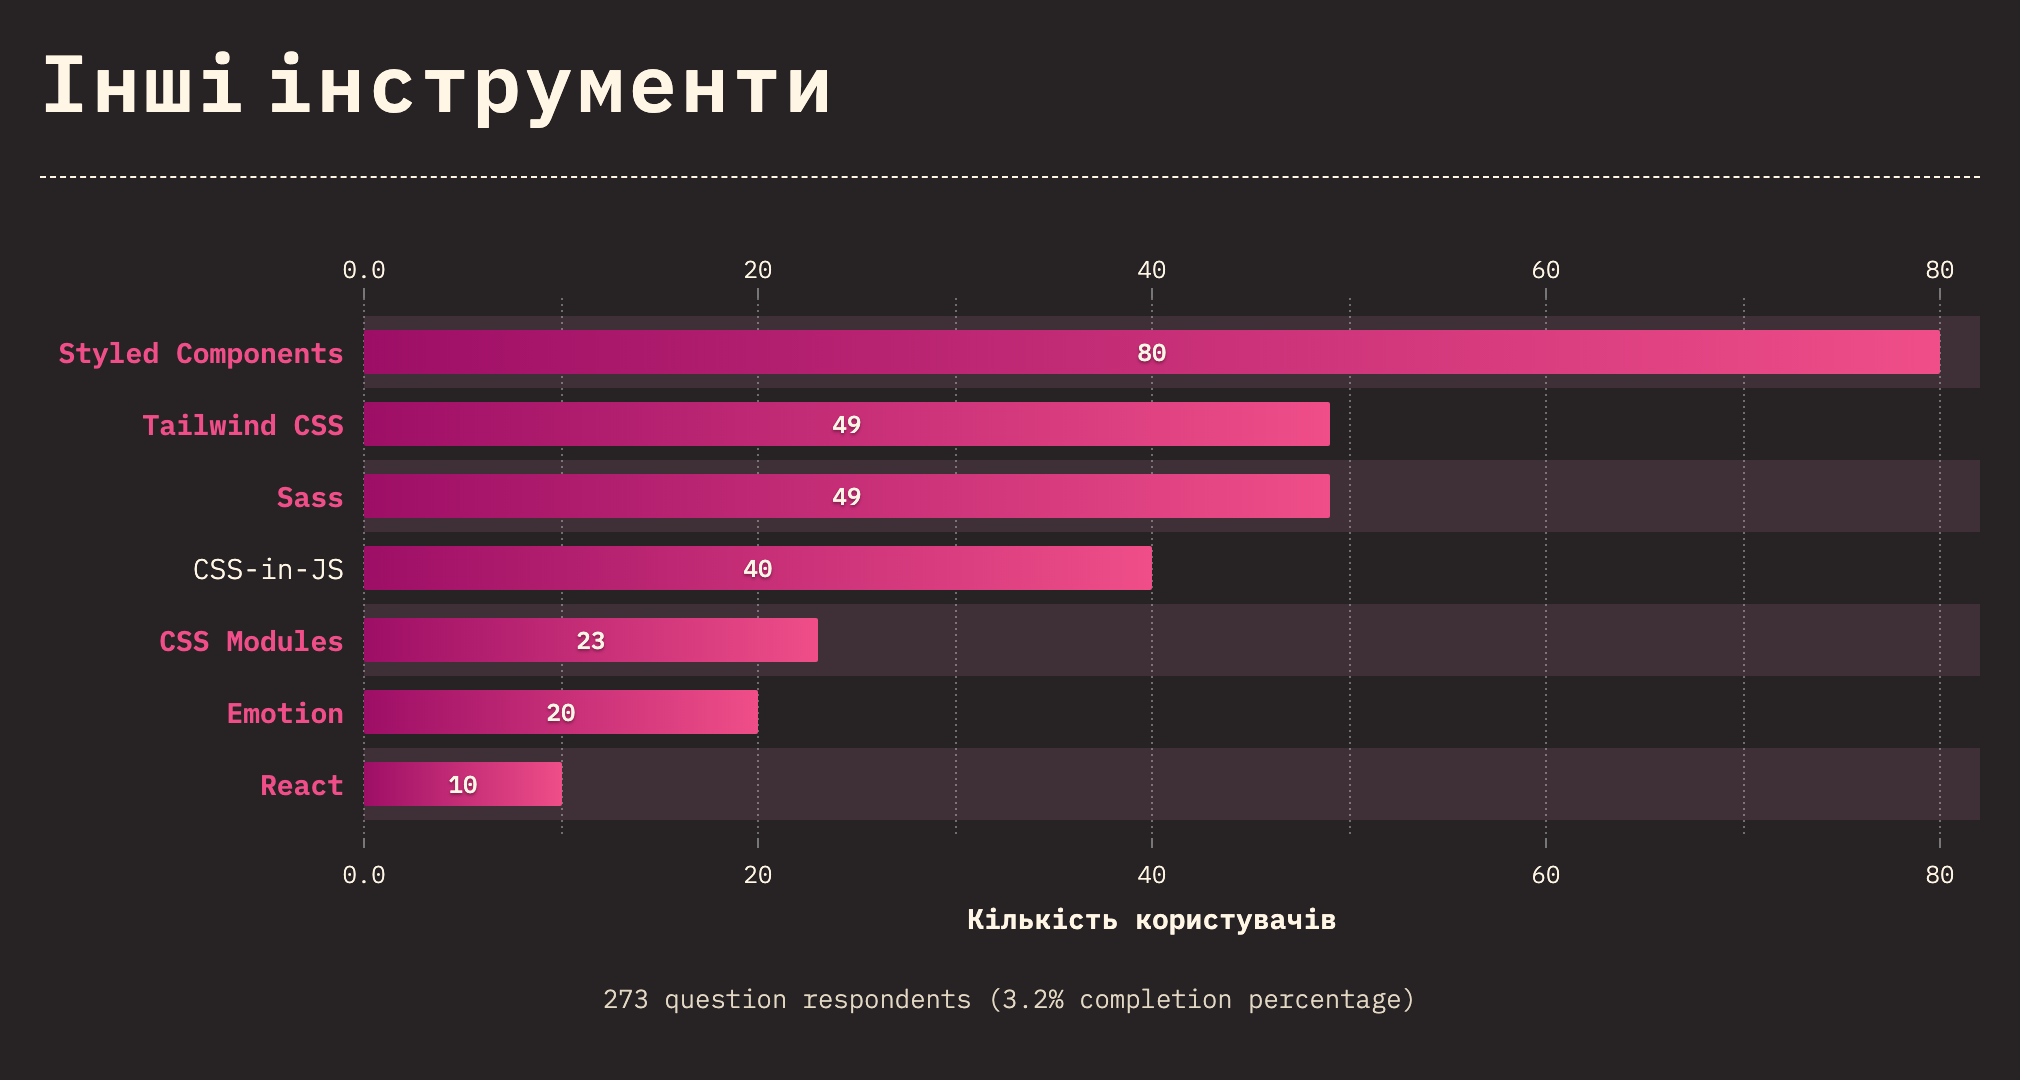 Інші інструменти
0.0 20 40 60 80
Styled Components 80
Tailwind CSS 49
Sass 49
CSS-in-JS 40
CSS Modules 23
Emotion 20
React 10
0.0 20 40 60 80
Кількість користувачів
273 question respondents (3.2% completion percentage)